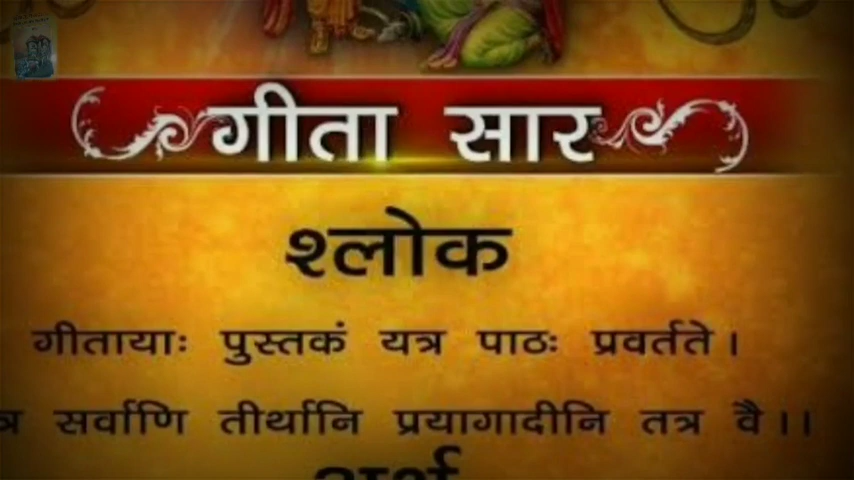 गीता सार
श्लोक
गीतायाः पुस्तकं यत्र पाठः प्रवर्तते।
सर्वाणि तीर्थानि प्रयागादीनि तत्र वै।।